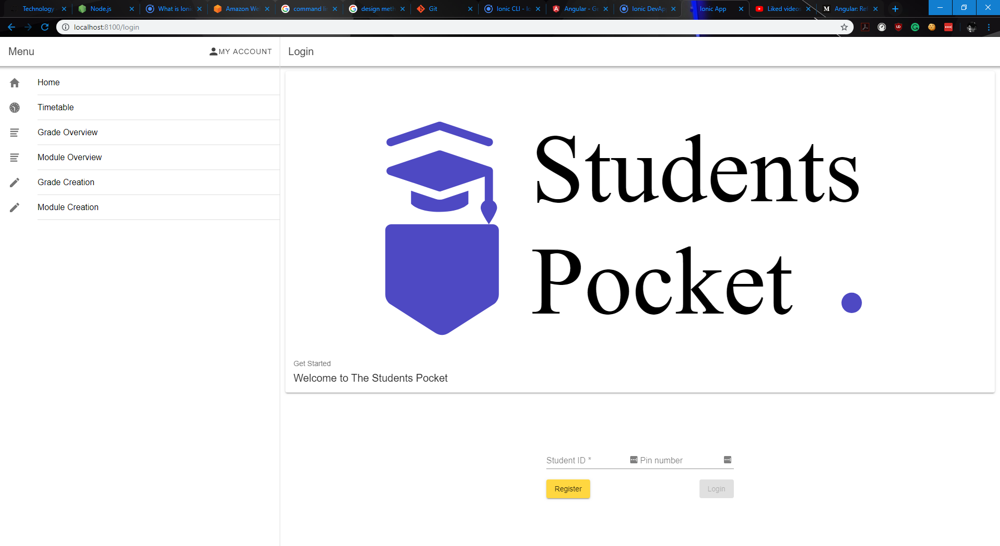 Technology
Node.js
What is Ioni
Amazon We
command li
design meth
Git
Ionic CLI - Io
Angular - Ge
Ionic DevAp
Ionic App
Liked videos
Angular: Ref
localhost:8100/login
Menu
MY ACCOUNT
Login
Home
Timetable
Grade Overview
Module Overview
Grade Creation
Module Creation
Students
Pocket .
Get Started
Welcome to The Students Pocket
Student ID *
Pin number
Register
Login